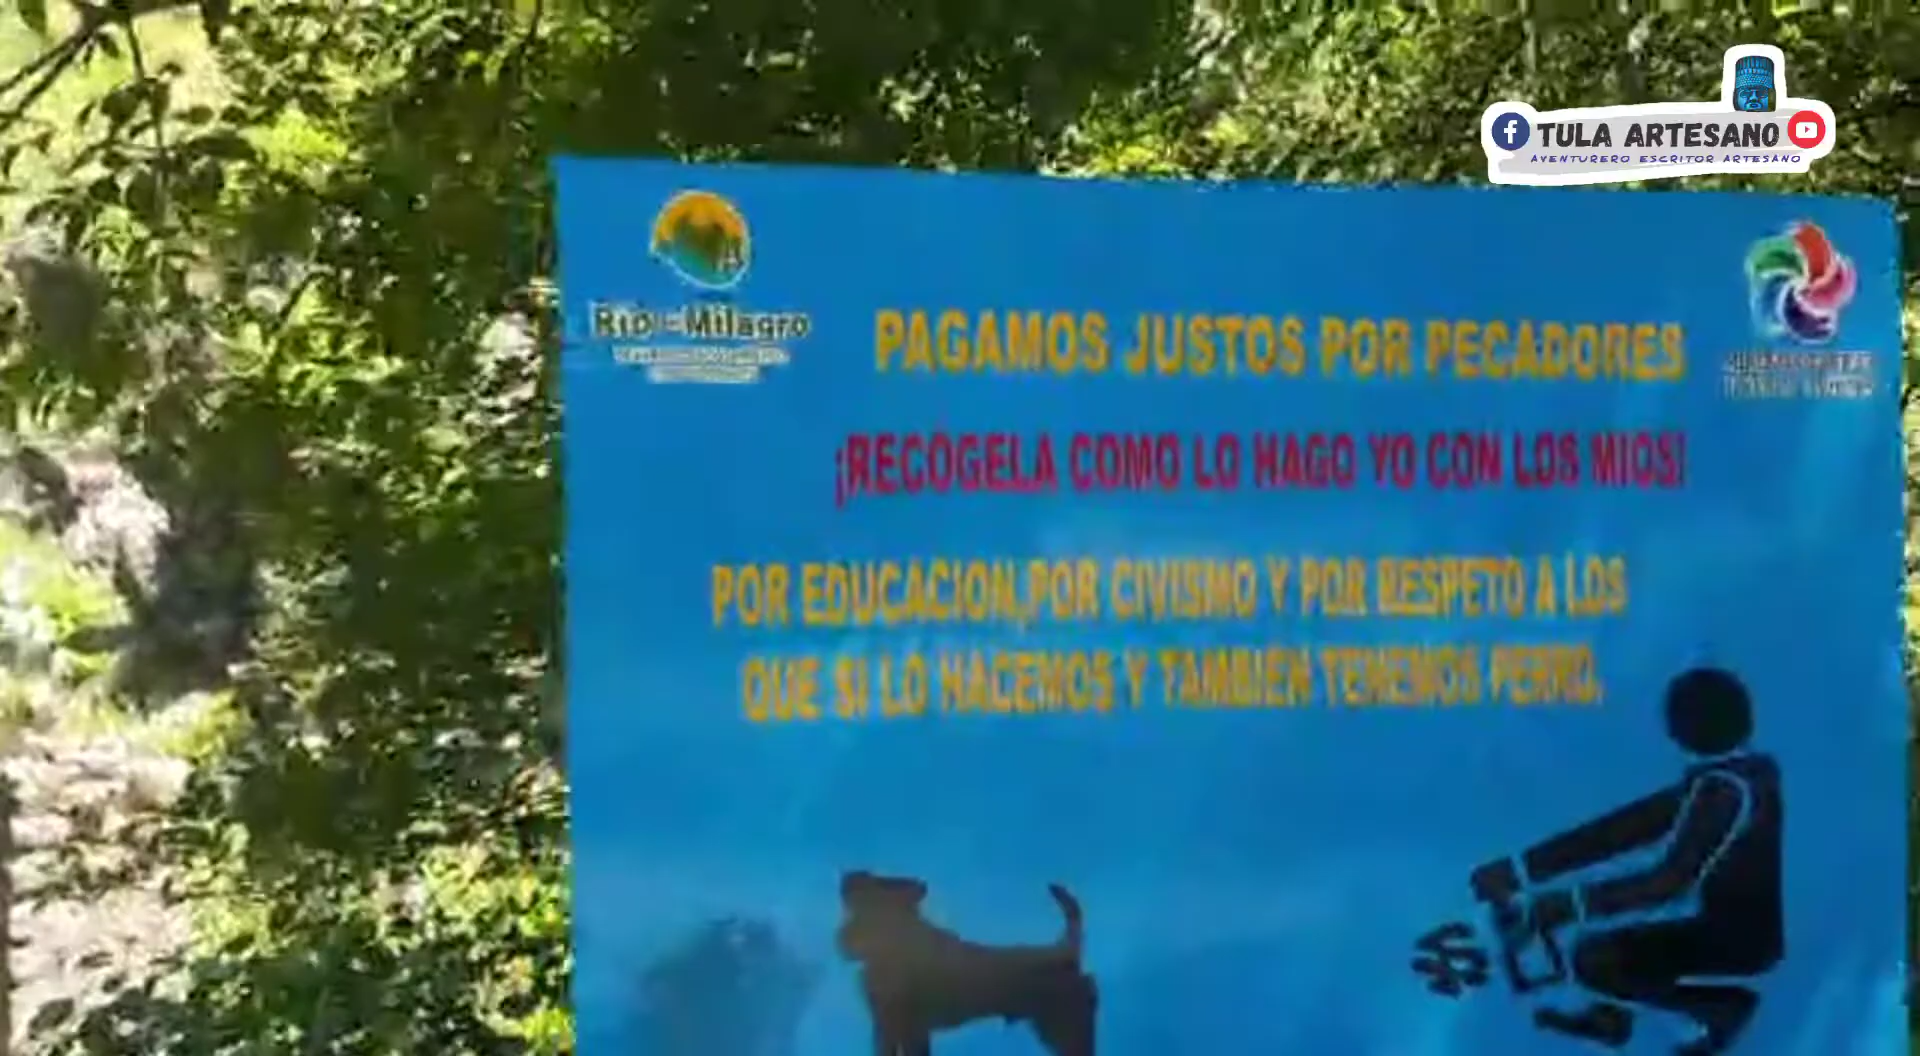 TULA ARTESANO
AVENTURERO ESCRITOR ARTESANO
Rio - Milagro
PAGAMOS JUSTOS POR PECADORES
¡RECÓGELA COMO LO HAGO YO CON LOS MIOS!
POR EDUCACION,POR CIVISMO Y POR RESPETO A LOS
QUE SI LO HACEMOS Y TAMBIEN TENEMOS PERRO.